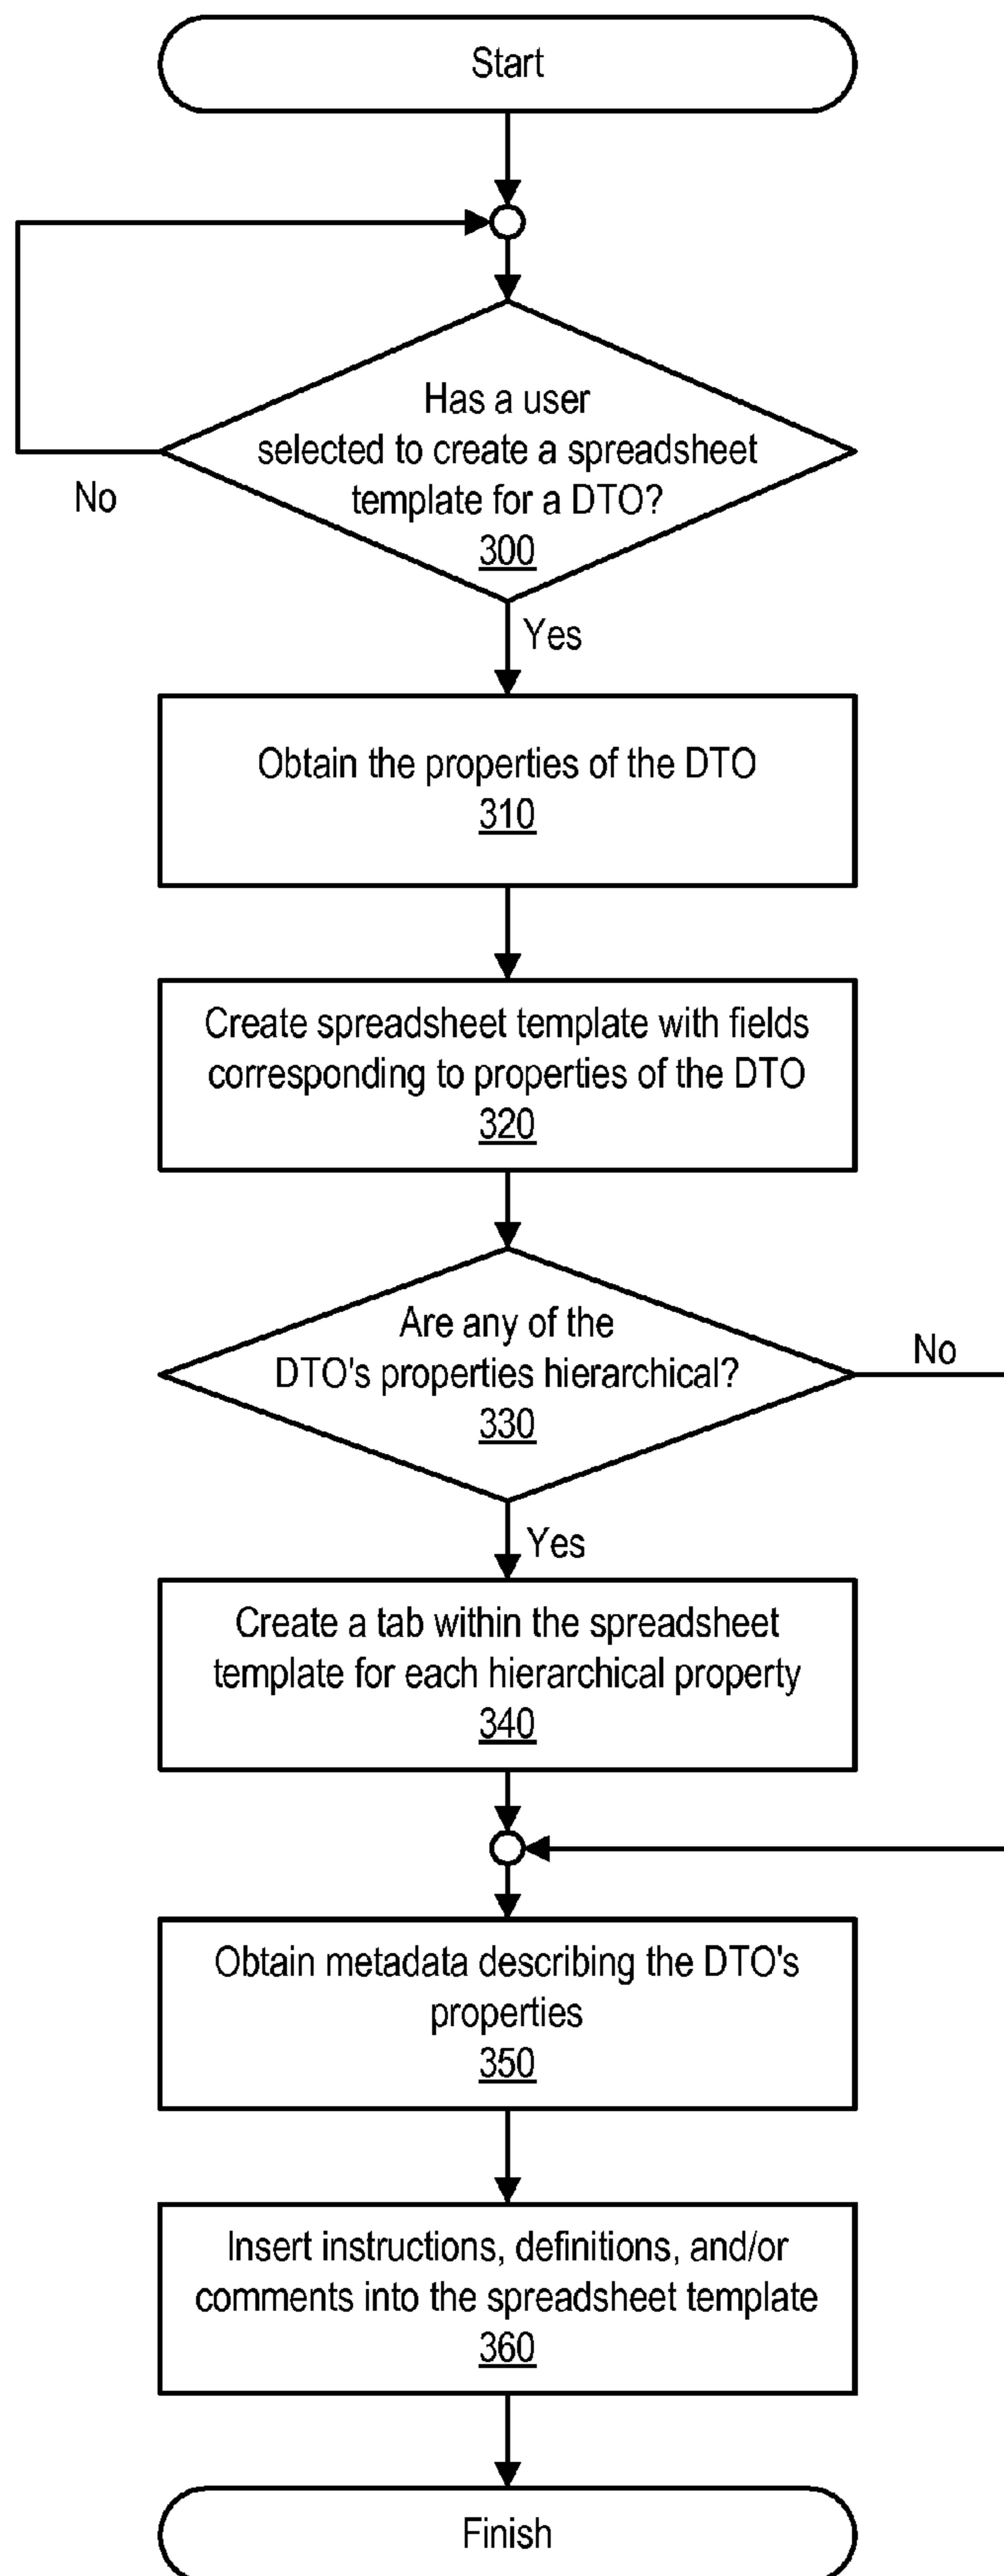 Start
Has a user
selected to create a spreadsheet
template for a DTO?
300
No
Yes
Obtain the properties of the DTO
310
Create spreadsheet template with fields
corresponding to properties of the DTO
320
Are any of the
DTO's properties hierarchical?
330
No
Yes
Create a tab within the spreadsheet
template for each hierarchical property
340
Obtain metadata describing the DTO's
properties
350
Insert instructions, definitions, and/or
comments into the spreadsheet template
360
Finish